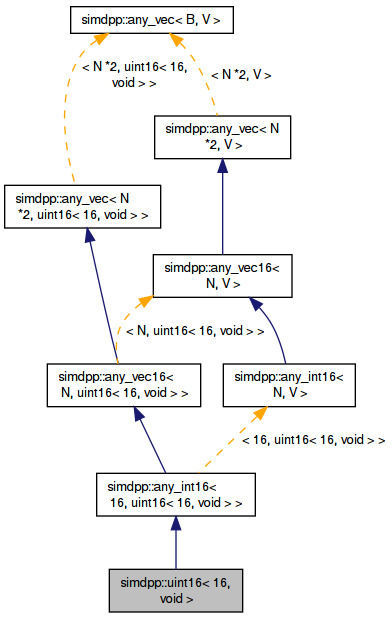 simdpp::any_vec< B, V >
< N *2, uint16< 16,
void > >
< N *2, V >
simdpp::any_vec< N
*2, V >
simdpp::any_vec< N
*2, uint16< 16, void > >
simdpp::any_vec16<
N, V >
< N, uint16< 16, void > >
simdpp::any_vec16<
N, uint16< 16, void > >
simdpp::any_int16<
N, V >
< 16, uint16< 16, void > >
simdpp::any_int16<
16, uint16< 16, void > >
simdpp::uint16< 16,
void >